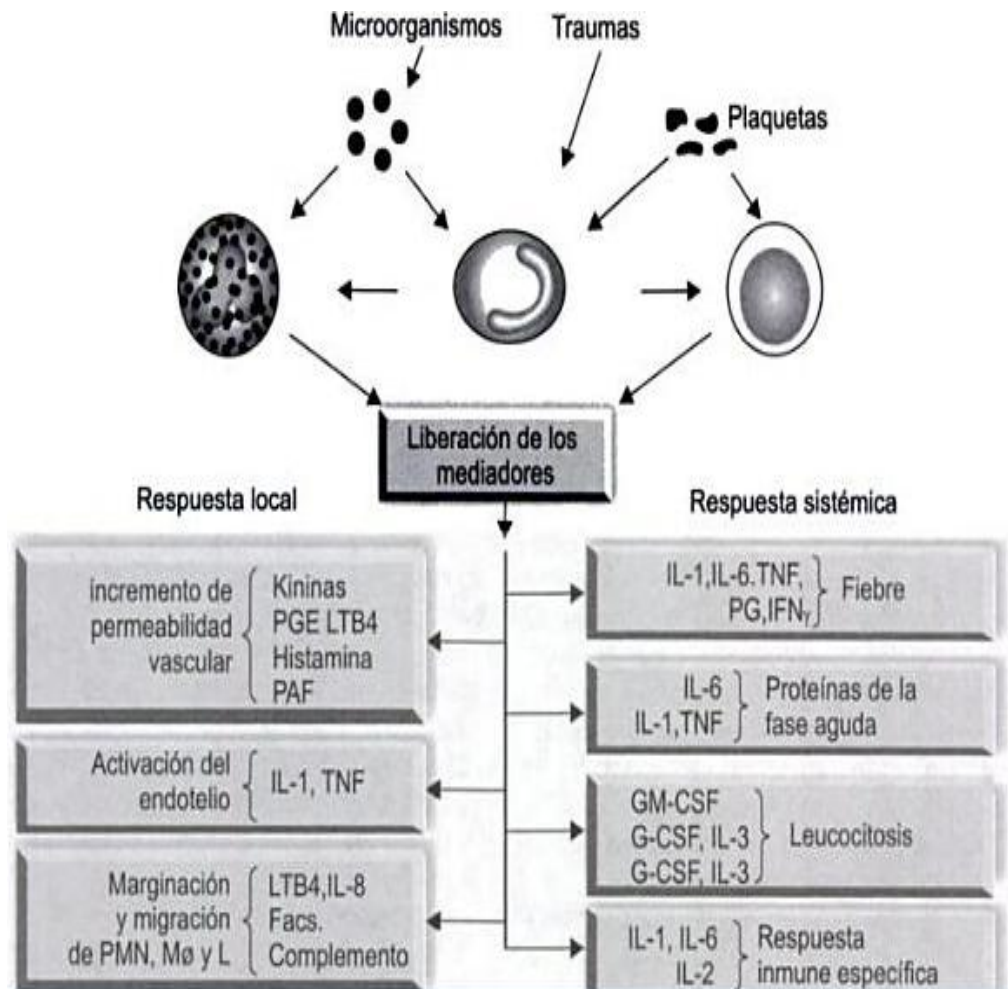 Microorganismos
Traumas
Plaquetas
Liberación de los
mediadores
Respuesta local
incremento de
permeabilidad
vascular
Kininas
PGE LTB4
Histamina
PAF
Activación del
endotelio
IL-1, TNF
Marginación
y migración
de PMN, Mø y L
LTB4,IL-8
Facs.
Complemento
Respuesta sistémica
IL-1,IL-6.TNF,
PG,IFNγ
Fiebre
IL-6
IL-1,TNF
Proteínas de la
fase aguda
GM-CSF
G-CSF, IL-3
G-CSF, IL-3
Leucocitosis
IL-1, IL-6
IL-2
Respuesta
inmune específica